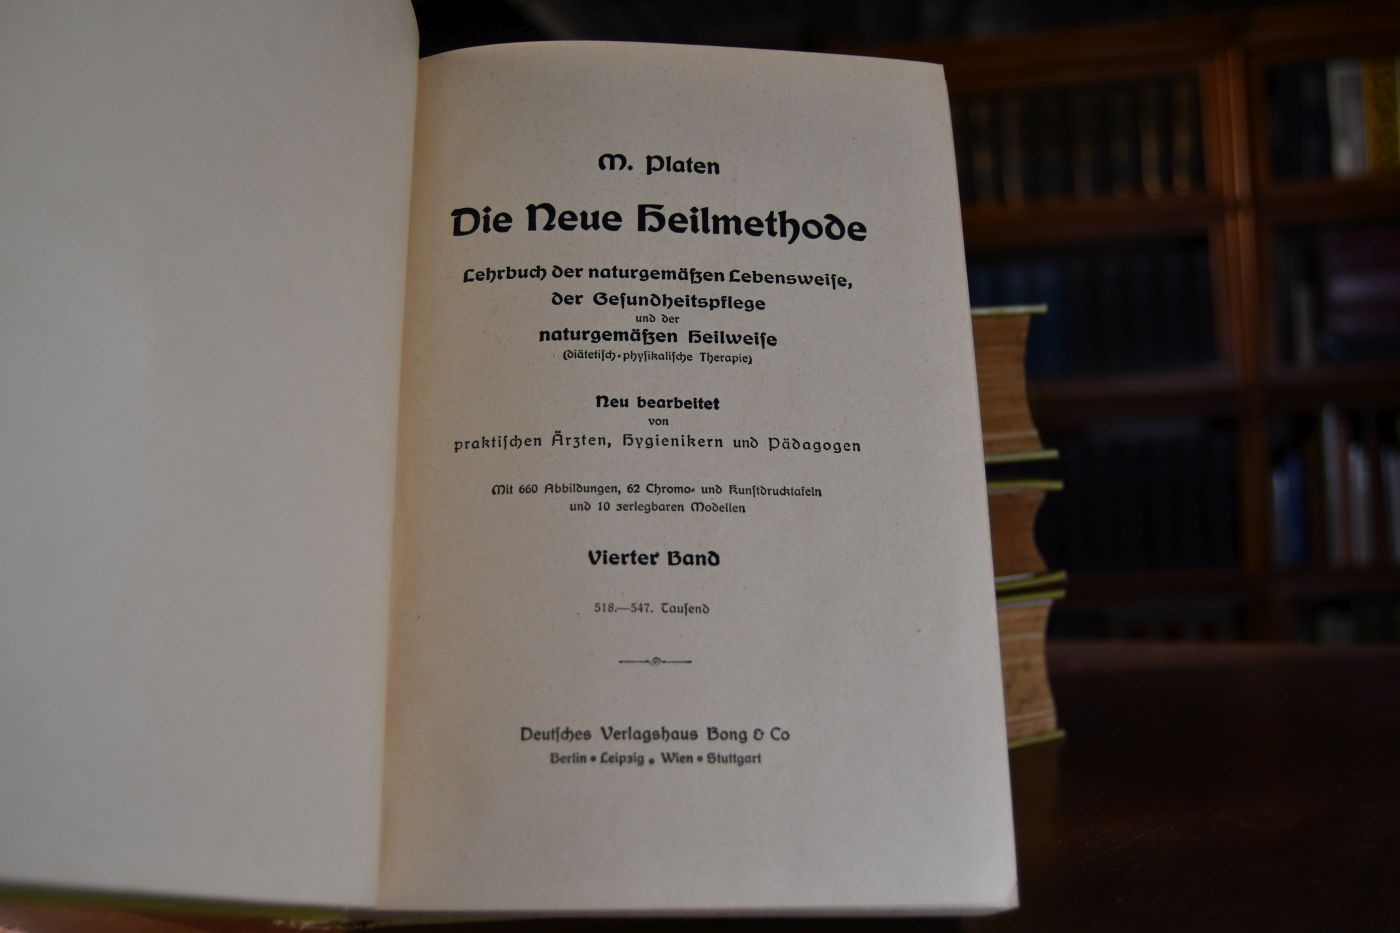 M. Platen
Die Neue Heilmethode
Lehrbuch der naturgemäßen Lebensweiſe,
der Geſundheitspflege
und der
naturgemäßen Heilweiſe
(diätetiſch-phyſikaliſche Therapie)
Neu bearbeitet
von
praktiſchen Ärzten, Hygienikern und Pädagogen
Mit 660 Abbildungen, 62 Chromo- und Kunſtdrucktafeln
und 10 zerlegbaren Modellen
Vierter Band
518.—547. Tauſend
Deutſches Verlagshaus Bong & Co
Berlin • Leipzig • Wien • Stuttgart